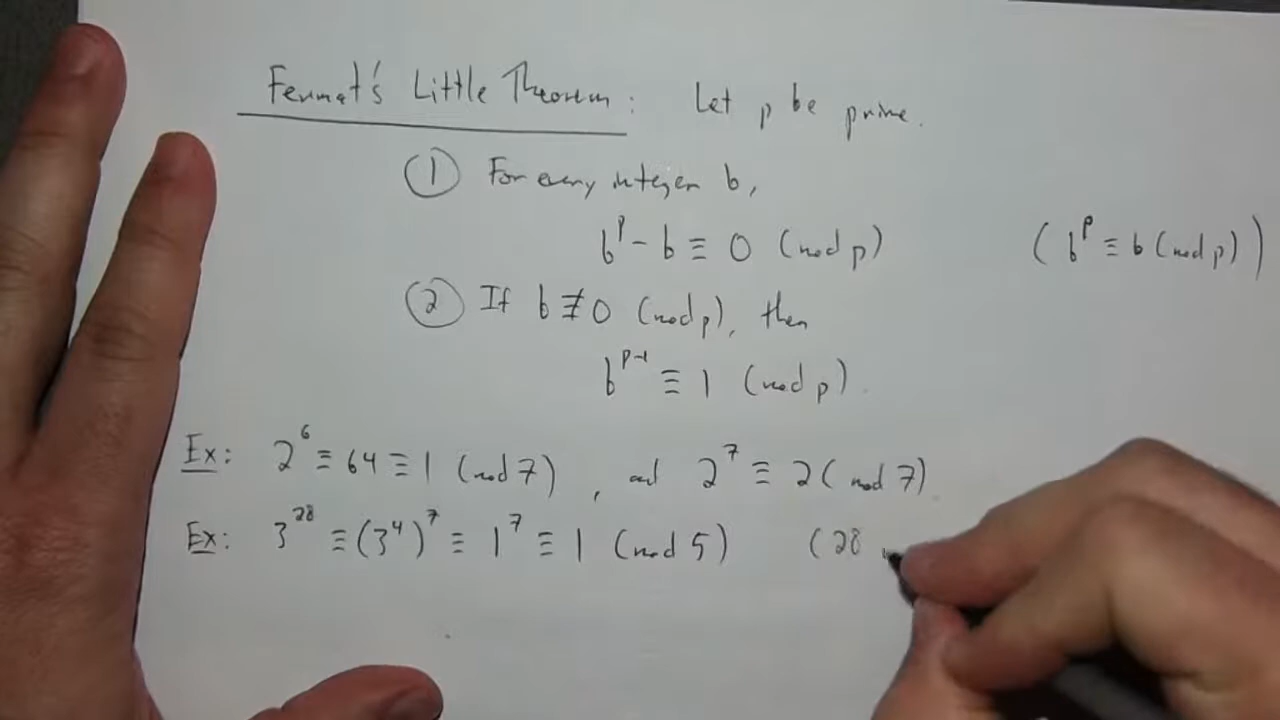 Fermat's Little Theorem: Let p be prime.
① For every integer b,
b^p - b ≡ 0 (mod p) (b^p ≡ b (mod p))
② If b ≢ 0 (mod p), then
b^{p-1} ≡ 1 (mod p).
Ex: 2^6 ≡ 64 ≡ 1 (mod 7), and 2^7 ≡ 2 (mod 7).
Ex: 3^28 ≡ (3^4)^7 ≡ 1^7 ≡ 1 (mod 5) (28